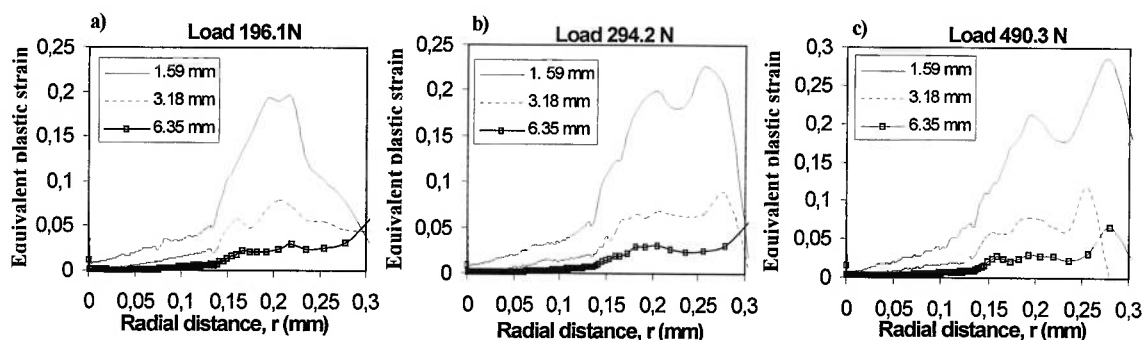 a)
Load 196.1N
Equivalent plastic strain
0,25
0,2
0,15
0,1
0,05
0
1.59 mm
3.18 mm
6.35 mm
0 0,05 0,1 0,15 0,2 0,25 0,3
Radial distance, r (mm)
b)
Load 294.2 N
Equivalent plastic strain
0,25
0,2
0,15
0,1
0,05
0
1. 59 mm
3.18 mm
6.35 mm
0 0,05 0,1 0,15 0,2 0,25 0,3
Radial distance, r (mm)
c)
Load 490.3 N
Equivalent plastic strain
0,3
0,25
0,2
0,15
0,1
0,05
0
1.59 mm
3.18 mm
6.35 mm
0 0,05 0,1 0,15 0,2 0,25 0,3
Radial distance, r (mm)